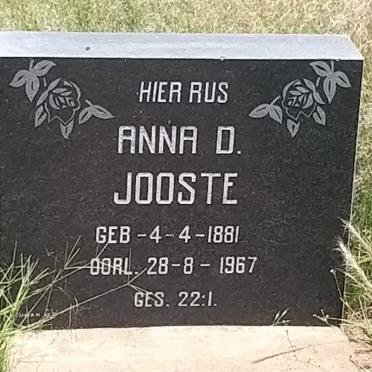 HIER RUS
ANNA D.
JOOSTE
GEB - 4 - 4 - 1881
OORL. 28 - 8 - 1967
GES. 22:1.